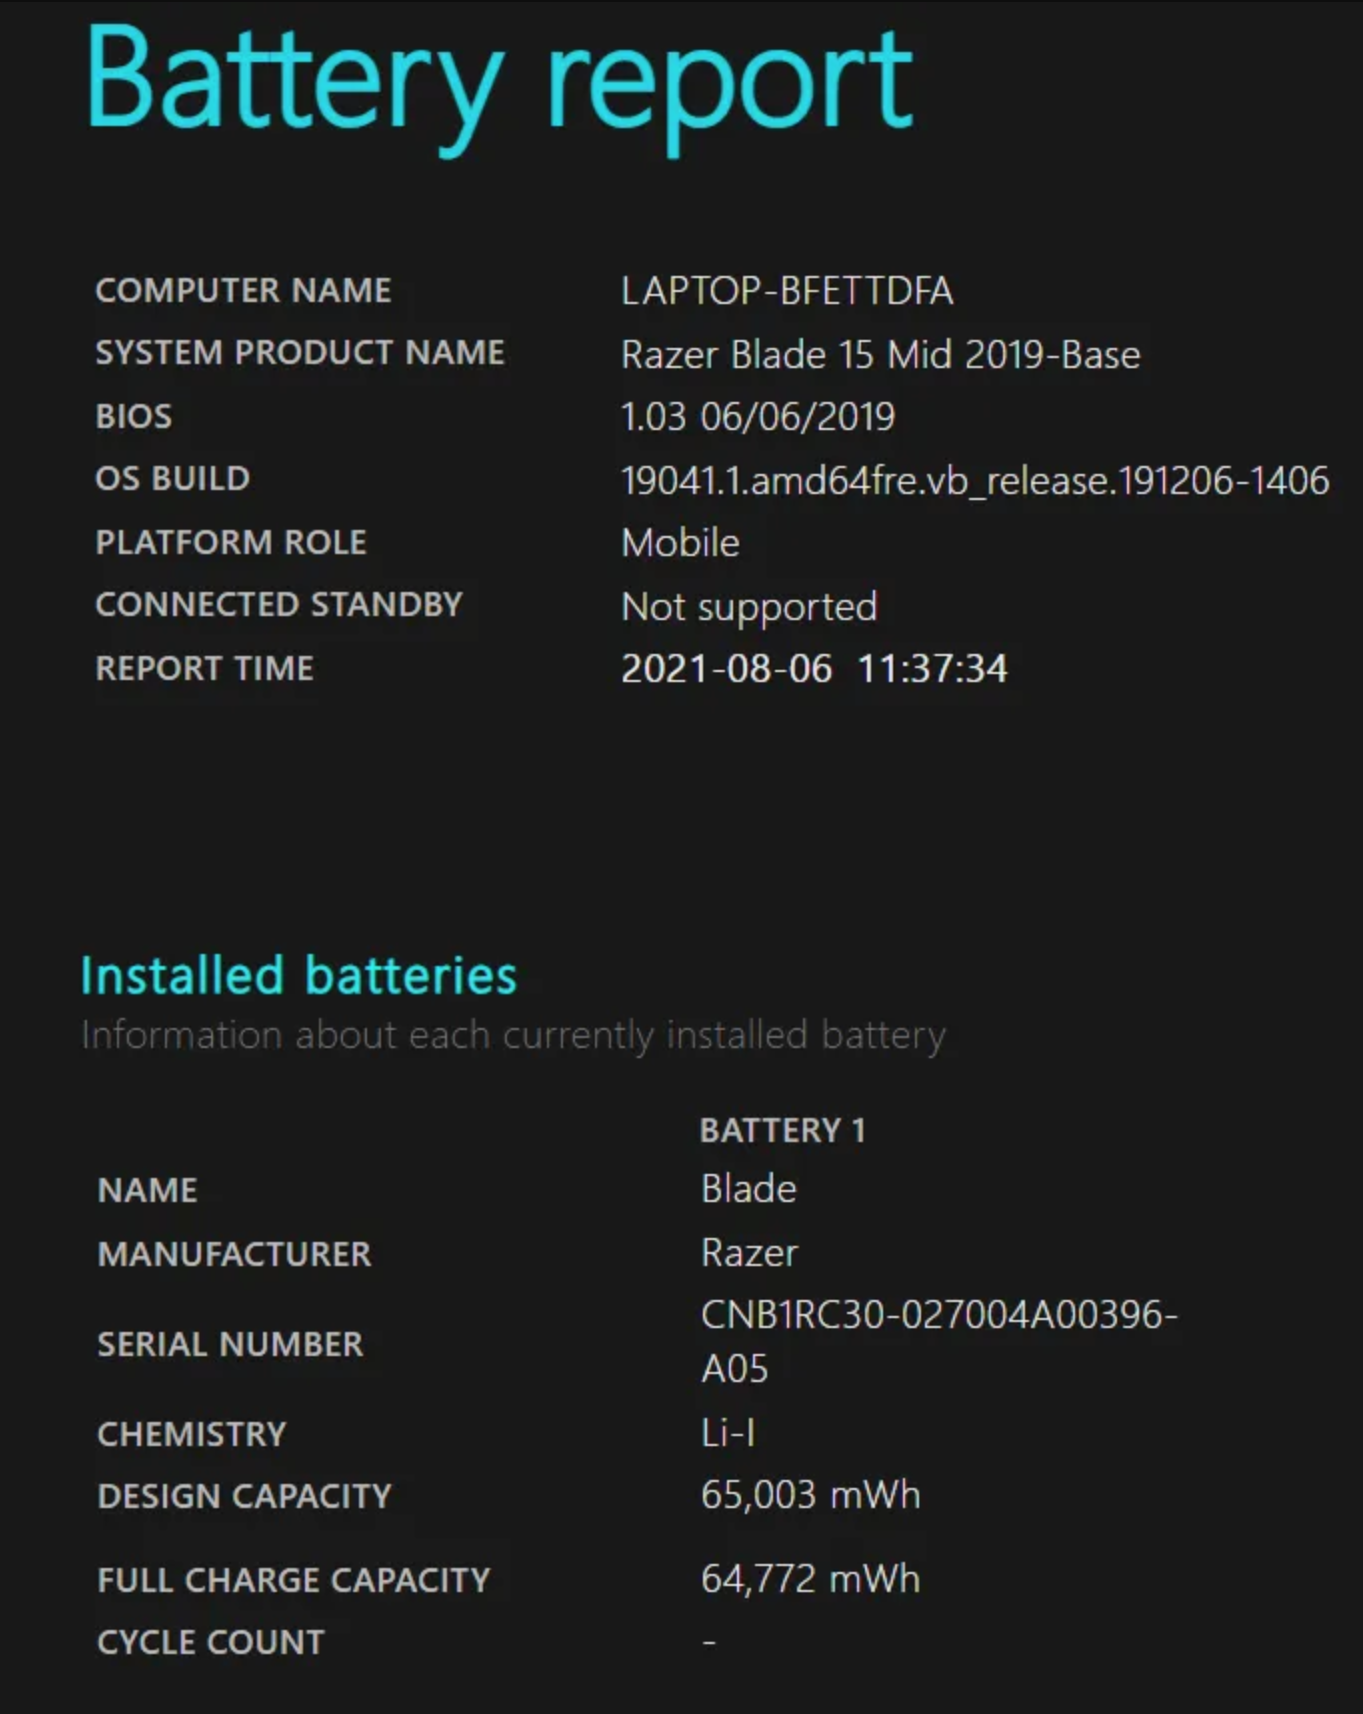 Battery report
COMPUTER NAME LAPTOP-BFETTDFA
SYSTEM PRODUCT NAME Razer Blade 15 Mid 2019-Base
BIOS 1.03 06/06/2019
OS BUILD 19041.1.amd64fre.vb_release.191206-1406
PLATFORM ROLE Mobile
CONNECTED STANDBY Not supported
REPORT TIME 2021-08-06 11:37:34
Installed batteries
Information about each currently installed battery
BATTERY 1
NAME Blade
MANUFACTURER Razer
SERIAL NUMBER CNB1RC30-027004A00396-
A05
CHEMISTRY Li-I
DESIGN CAPACITY 65,003 mWh
FULL CHARGE CAPACITY 64,772 mWh
CYCLE COUNT -